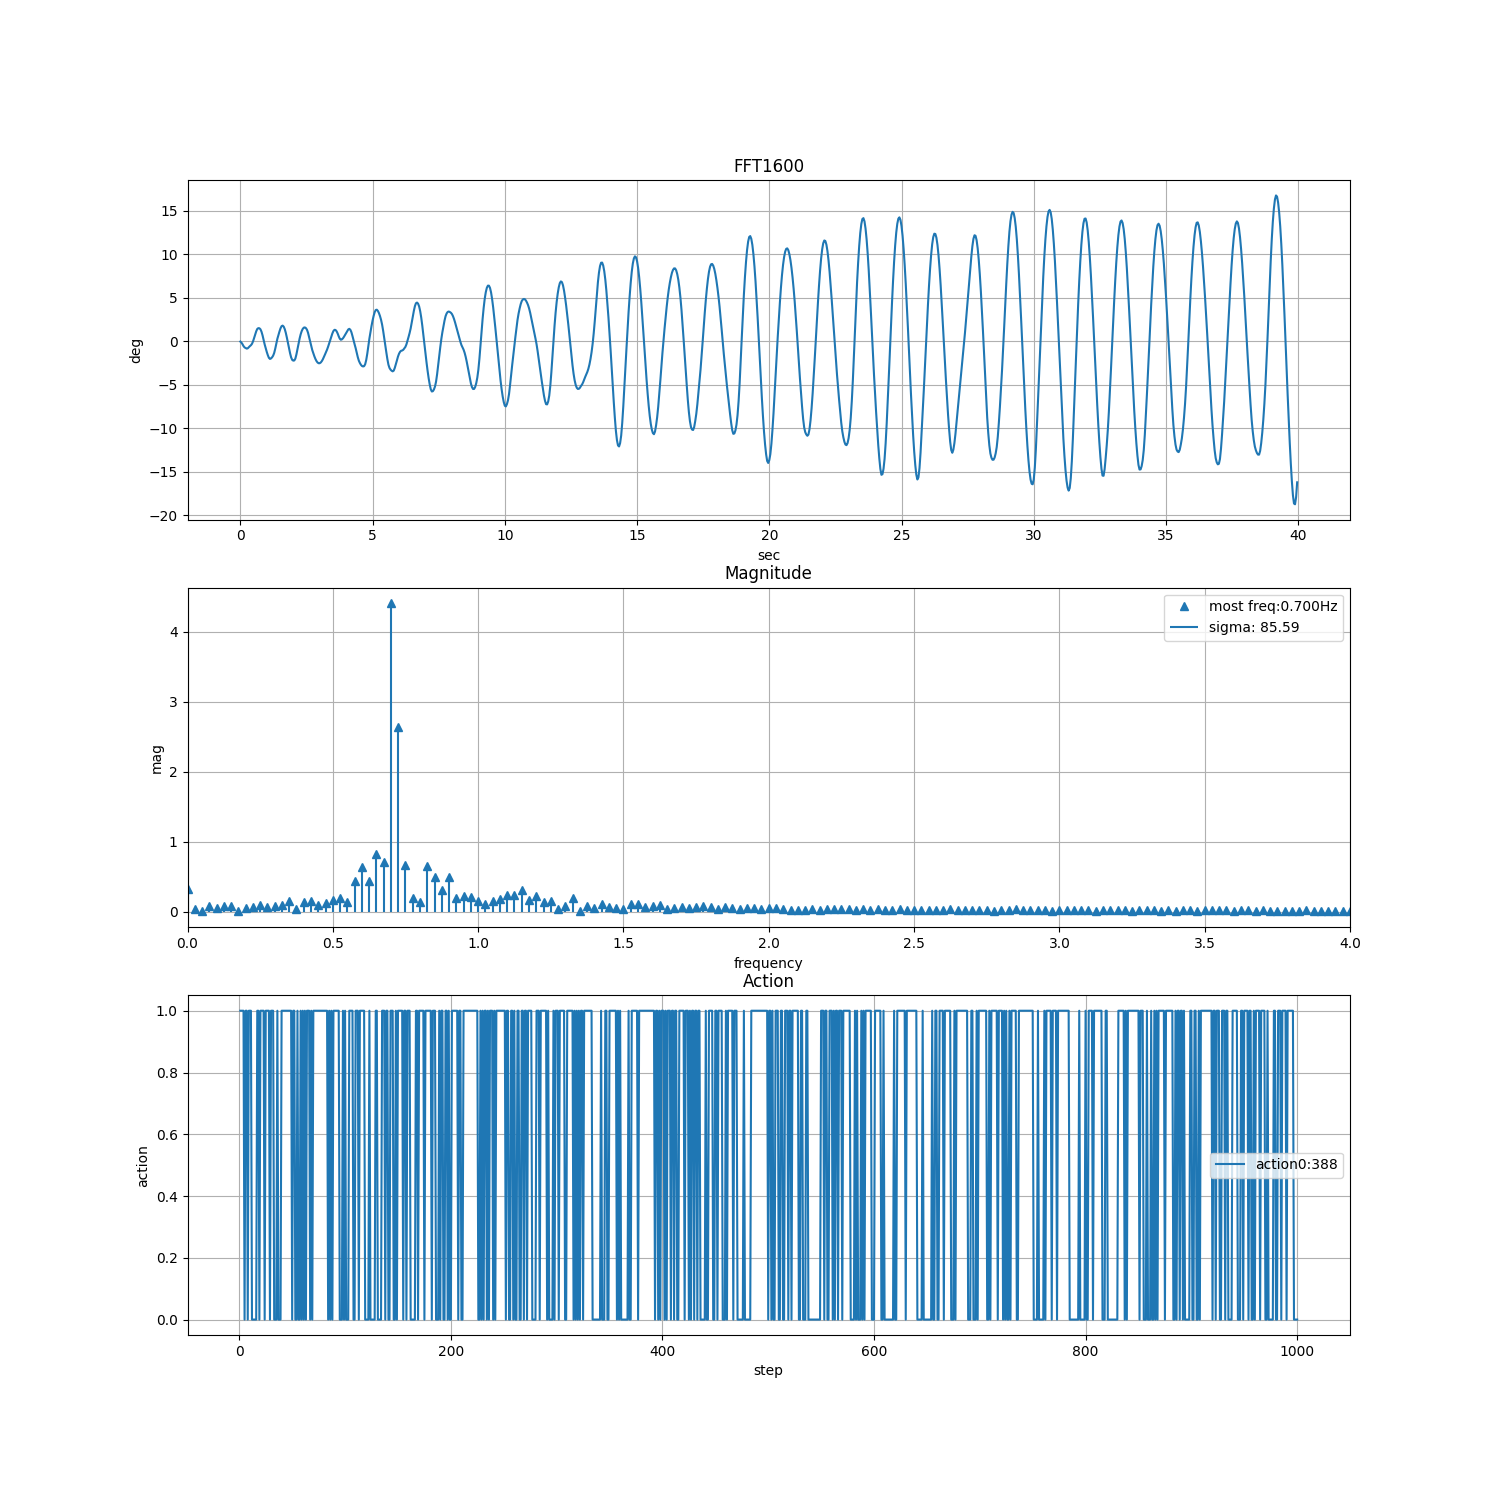 FFT1600
15
10
5
0
−5
−10
−15
−20
deg
0 5 10 15 20 25 30 35 40
sec
Magnitude
most freq:0.700Hz
sigma: 85.59
4
3
2
1
0
mag
0.0 0.5 1.0 1.5 2.0 2.5 3.0 3.5 4.0
frequency
Action
1.0
0.8
0.6
0.4
0.2
0.0
action
action0:388
0 200 400 600 800 1000
step